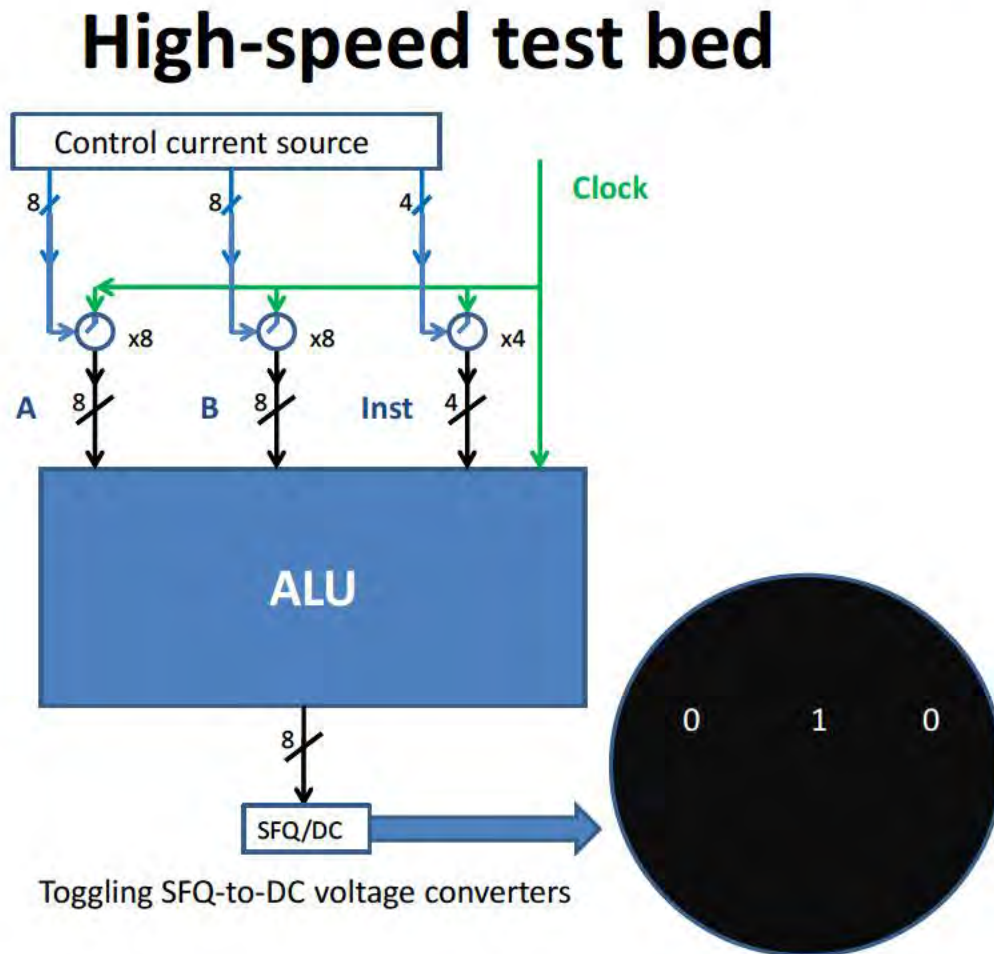 High-speed test bed
Control current source
8 8 4 Clock
x8 x8 x4
A 8 B 8 Inst 4
ALU
0 1 0
8
SFQ/DC
Toggling SFQ-to-DC voltage converters